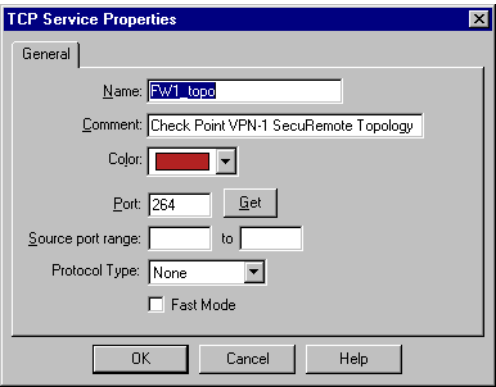 TCP Service Properties
General
Name: FW1_topo
Comment: Check Point VPN-1 SecuRemote Topology
Color:
Port: 264 Get
Source port range: to
Protocol Type: None
Fast Mode
OK Cancel Help